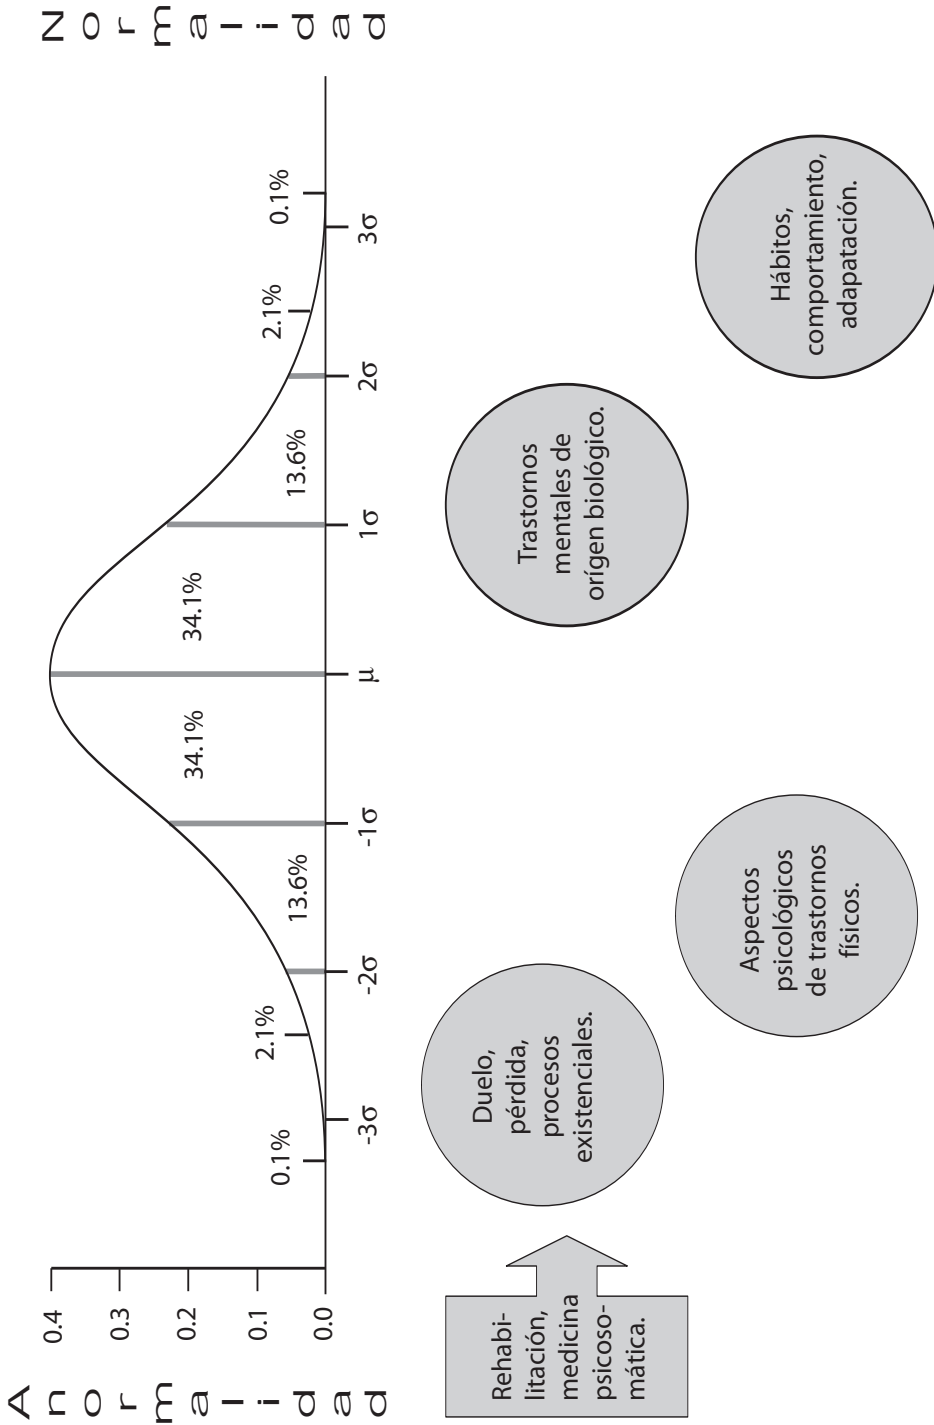 Anormalidad
Normalidad
0.4
0.3
0.2
0.1
0.0
0.1%
2.1%
13.6%
34.1%
34.1%
13.6%
2.1%
0.1%
-3σ
-2σ
-1σ
μ
1σ
2σ
3σ
Rehabi-
litación,
medicina
psicoso-
mática.
Duelo,
pérdida,
procesos
existenciales.
Aspectos
psicológicos
de trastornos
físicos.
Trastornos
mentales de
orígen biológico.
Hábitos,
comportamiento,
adapatación.